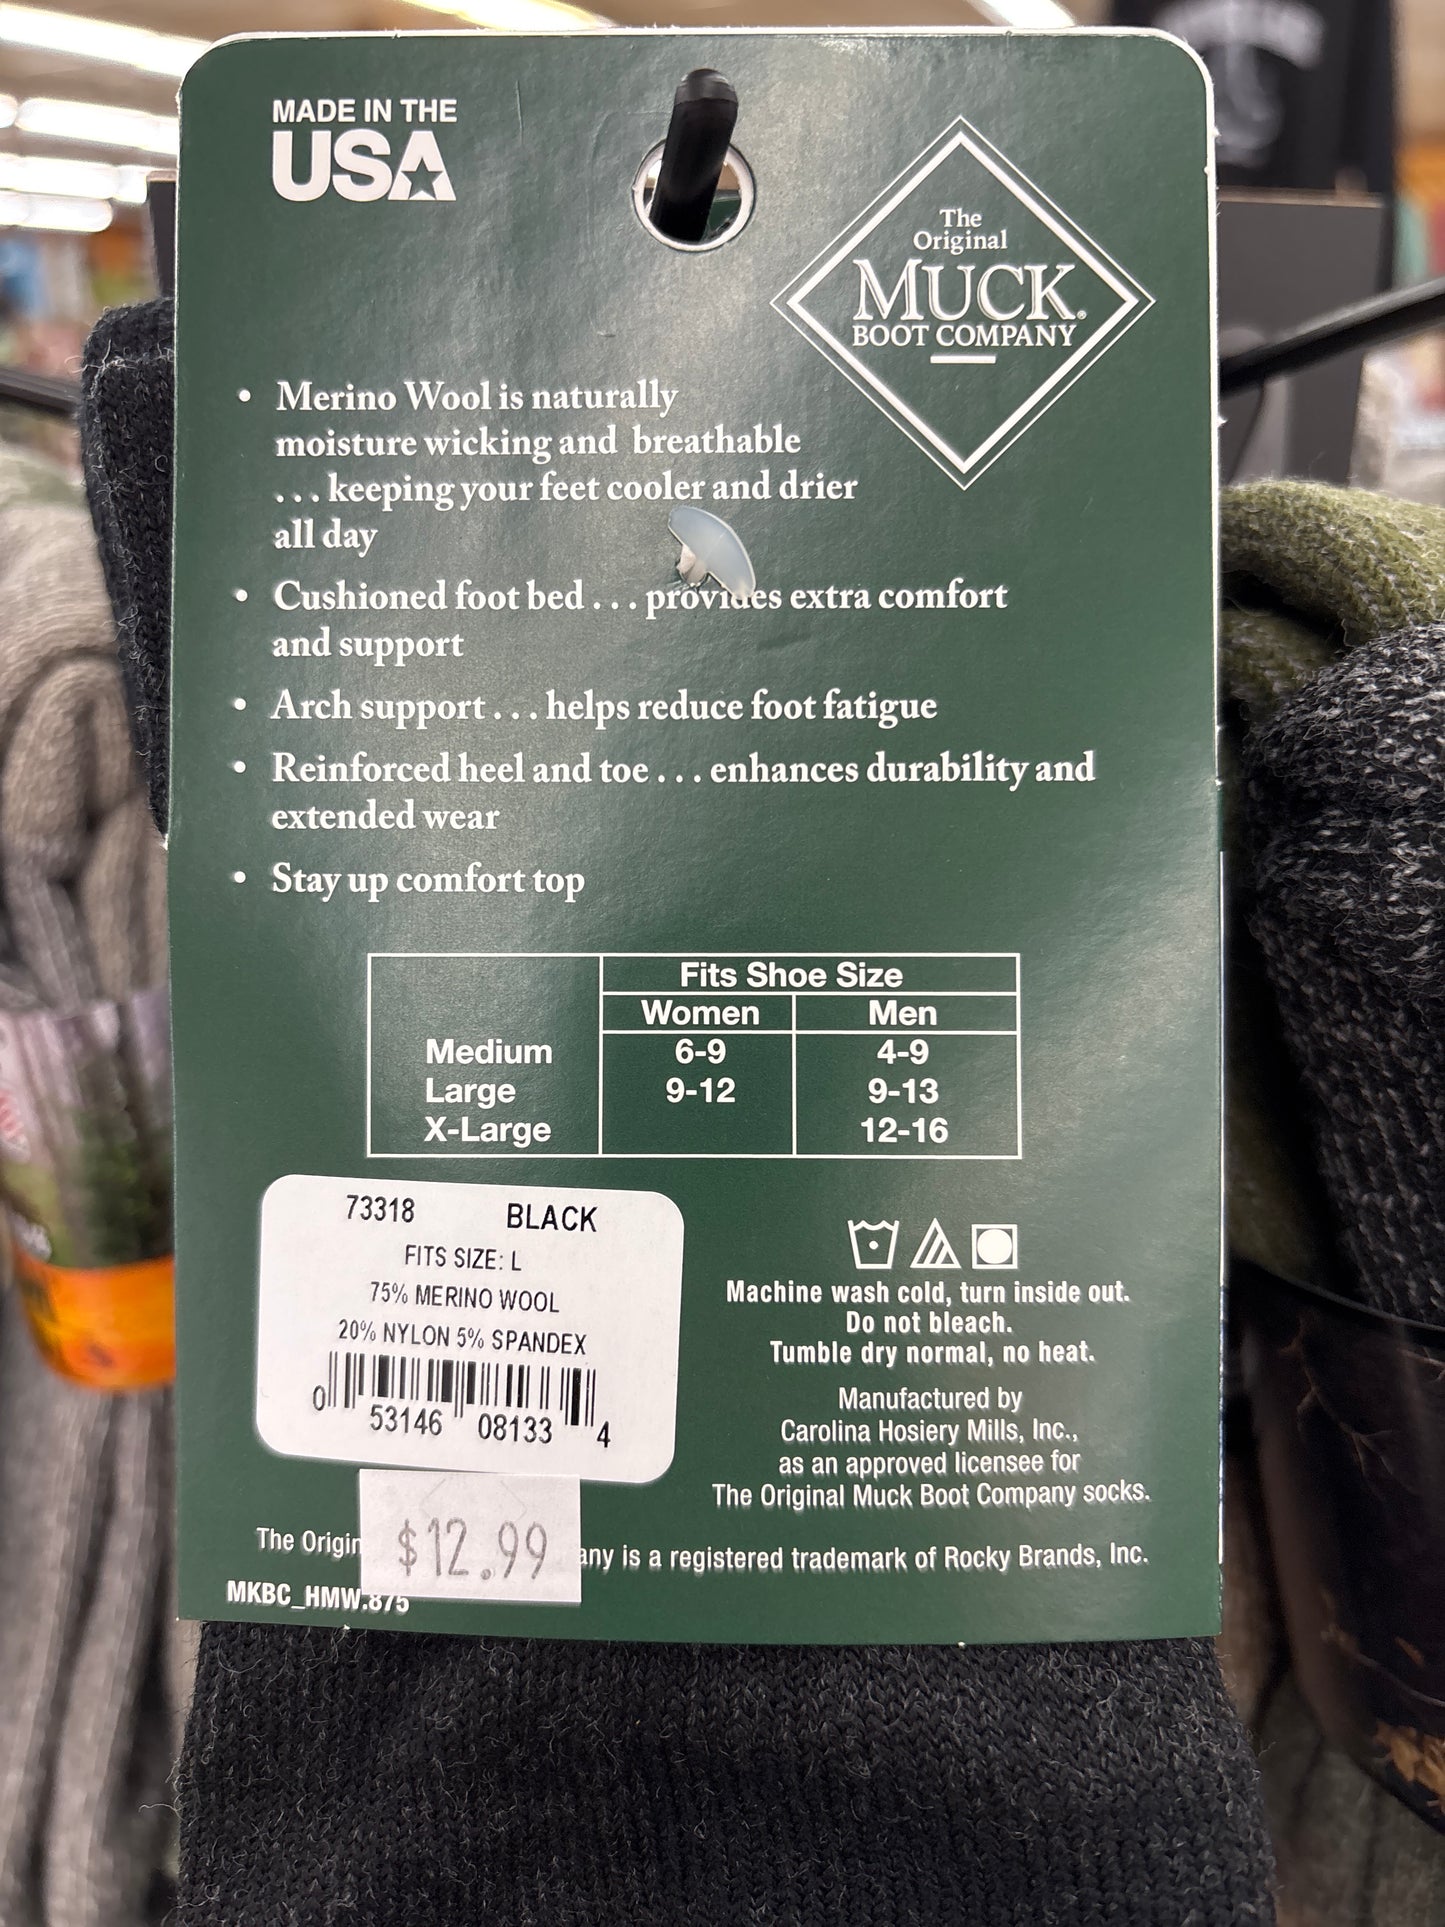 MADE IN THE
USA
The
Original
MUCK®
BOOT COMPANY
• Merino Wool is naturally
moisture wicking and breathable
... keeping your feet cooler and drier
all day
• Cushioned foot bed ... provides extra comfort
and support
• Arch support ... helps reduce foot fatigue
• Reinforced heel and toe ... enhances durability and
extended wear
• Stay up comfort top
Fits Shoe Size
Women Men
Medium 6-9 4-9
Large 9-12 9-13
X-Large 12-16
73318 BLACK
FITS SIZE: L
75% MERINO WOOL
20% NYLON 5% SPANDEX
0 53146 08133 4
Machine wash cold, turn inside out.
Do not bleach.
Tumble dry normal, no heat.
Manufactured by
Carolina Hosiery Mills, Inc.,
as an approved licensee for
The Original Muck Boot Company socks.
$12.99
The Origin any is a registered trademark of Rocky Brands, Inc.
MKBC_HMW.875